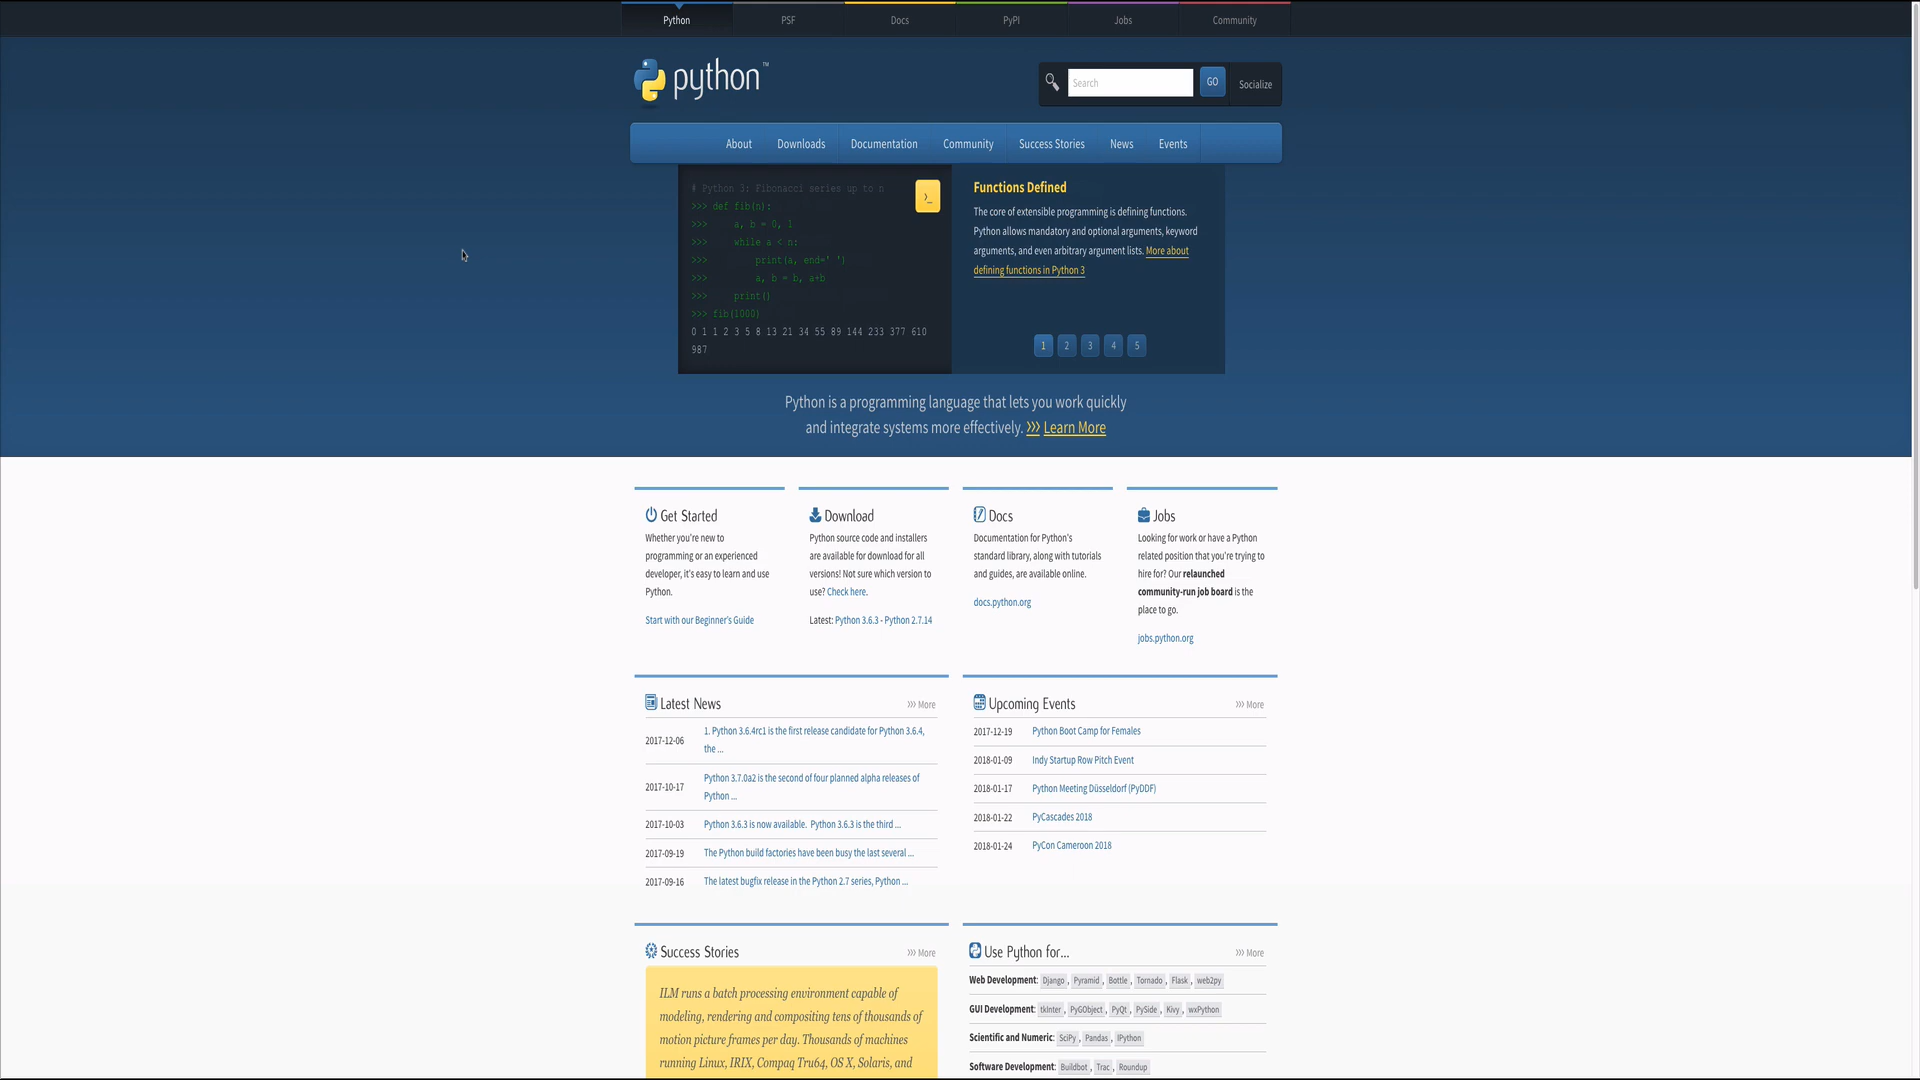 Python PSF Docs PyPI Jobs Community
python™
Search GO Socialize
About Downloads Documentation Community Success Stories News Events
# Python 3: Fibonacci series up to n
>>> def fib(n):
>>>     a, b = 0, 1
>>>     while a < n:
>>>         print(a, end=' ')
>>>         a, b = b, a+b
>>>     print()
>>> fib(1000)
0 1 1 2 3 5 8 13 21 34 55 89 144 233 377 610
987
>_
Functions Defined
The core of extensible programming is defining functions.
Python allows mandatory and optional arguments, keyword
arguments, and even arbitrary argument lists. More about
defining functions in Python 3
1 2 3 4 5
Python is a programming language that lets you work quickly
and integrate systems more effectively. >>> Learn More
Get Started
Whether you're new to
programming or an experienced
developer, it's easy to learn and use
Python.
Start with our Beginner's Guide
Download
Python source code and installers
are available for download for all
versions! Not sure which version to
use? Check here.
Latest: Python 3.6.3 - Python 2.7.14
Docs
Documentation for Python's
standard library, along with tutorials
and guides, are available online.
docs.python.org
Jobs
Looking for work or have a Python
related position that you're trying to
hire for? Our relaunched
community-run job board is the
place to go.
jobs.python.org
Latest News
>>> More
2017-12-06 1. Python 3.6.4rc1 is the first release candidate for Python 3.6.4,
the ...
2017-10-17 Python 3.7.0a2 is the second of four planned alpha releases of
Python ...
2017-10-03 Python 3.6.3 is now available.  Python 3.6.3 is the third ...
2017-09-19 The Python build factories have been busy the last several ...
2017-09-16 The latest bugfix release in the Python 2.7 series, Python ...
Upcoming Events
>>> More
2017-12-19 Python Boot Camp for Females
2018-01-09 Indy Startup Row Pitch Event
2018-01-17 Python Meeting Düsseldorf (PyDDF)
2018-01-22 PyCascades 2018
2018-01-24 PyCon Cameroon 2018
Success Stories
>>> More
ILM runs a batch processing environment capable of
modeling, rendering and compositing tens of thousands of
motion picture frames per day. Thousands of machines
running Linux, IRIX, Compaq Tru64, OS X, Solaris, and
Use Python for...
>>> More
Web Development: Django , Pyramid , Bottle , Tornado , Flask , web2py
GUI Development: tkInter , PyGObject , PyQt , PySide , Kivy , wxPython
Scientific and Numeric: SciPy , Pandas , IPython
Software Development: Buildbot , Trac , Roundup